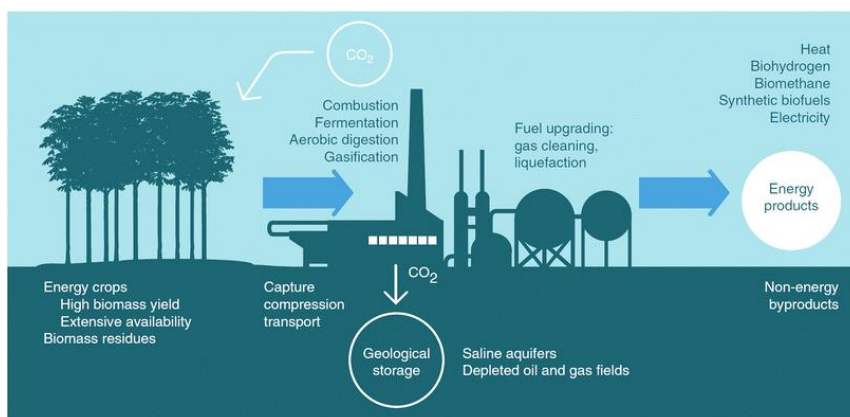 CO₂
Combustion
Fermentation
Aerobic digestion
Gasification
Fuel upgrading:
gas cleaning,
liquefaction
Heat
Biohydrogen
Biomethane
Synthetic biofuels
Electricity
Energy
products
Energy crops
High biomass yield
Extensive availability
Biomass residues
Capture
compression
transport
CO₂
Geological
storage
Saline aquifers
Depleted oil and gas fields
Non-energy
byproducts